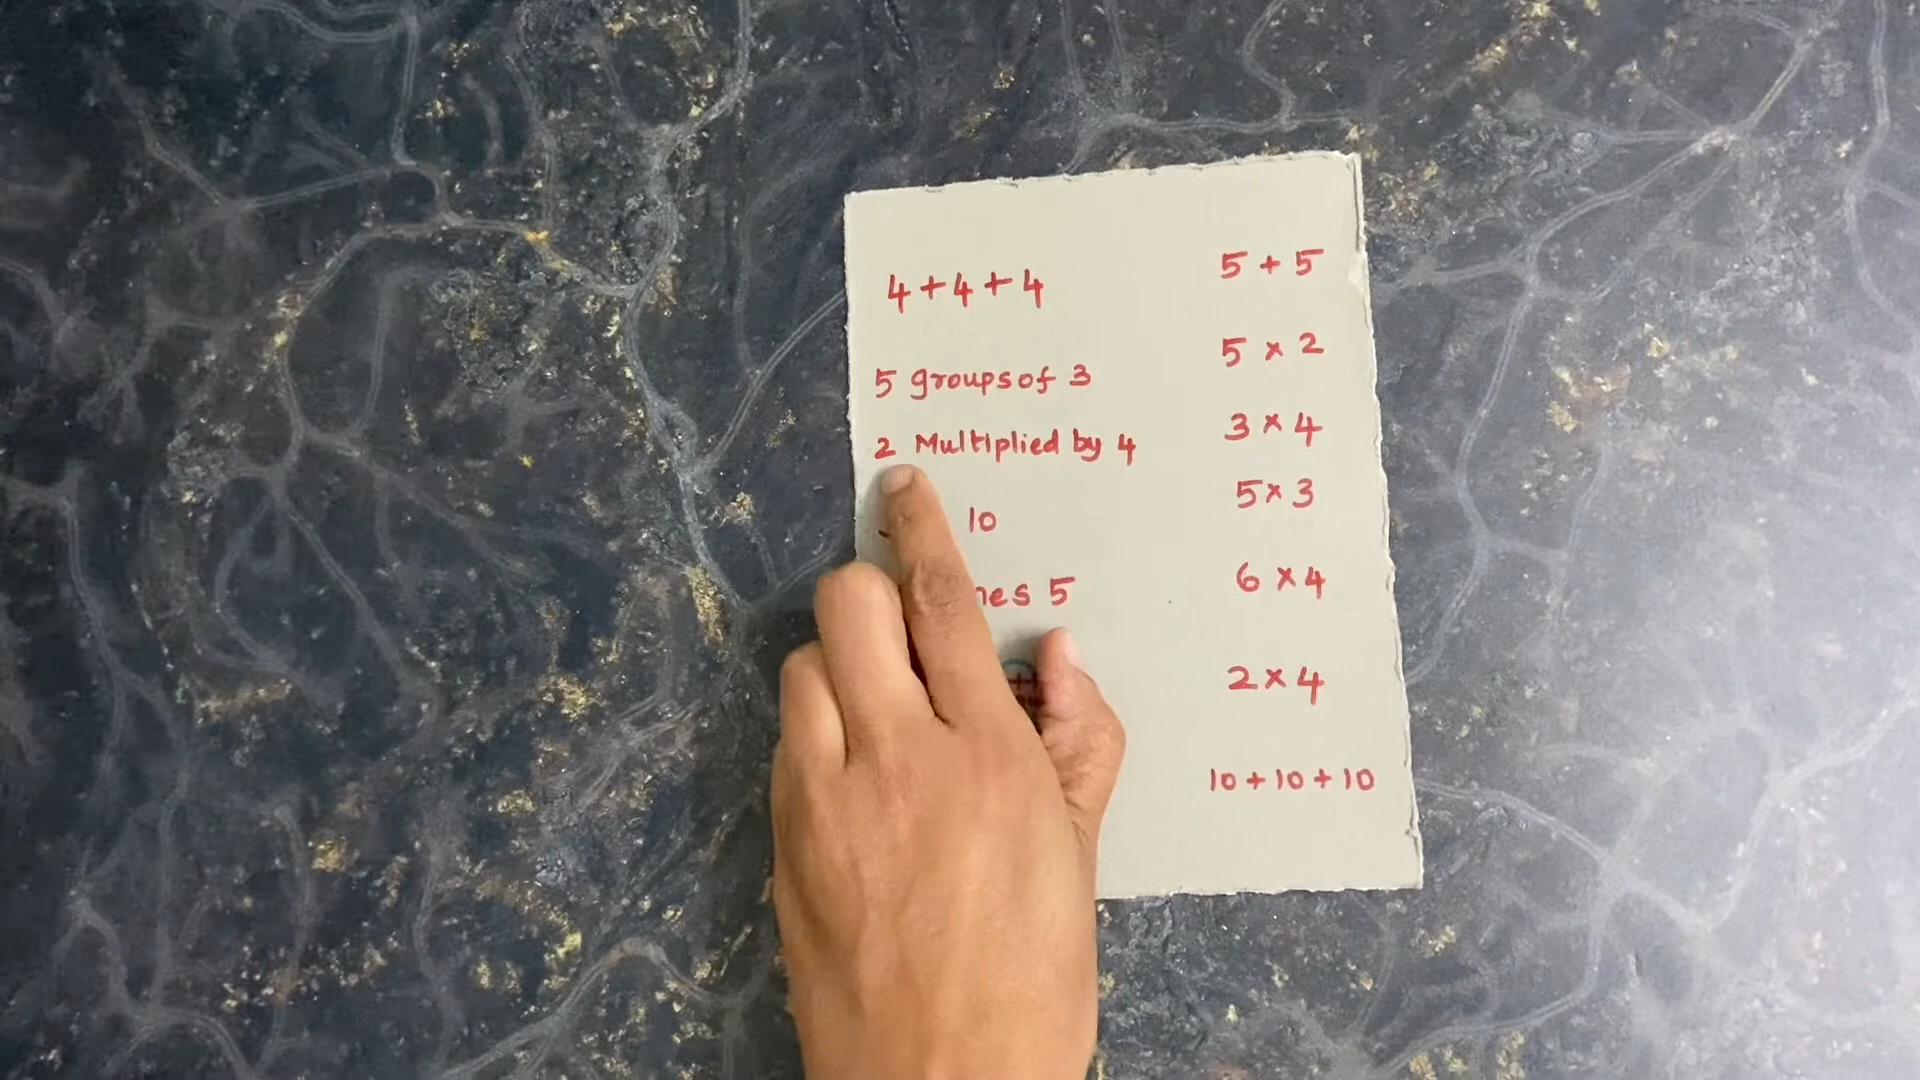 4+4+4
5 groups of 3
2 Multiplied by 4
10
5
5 + 5
5 × 2
3 × 4
5 × 3
6 × 4
2 × 4
10 + 10 + 10